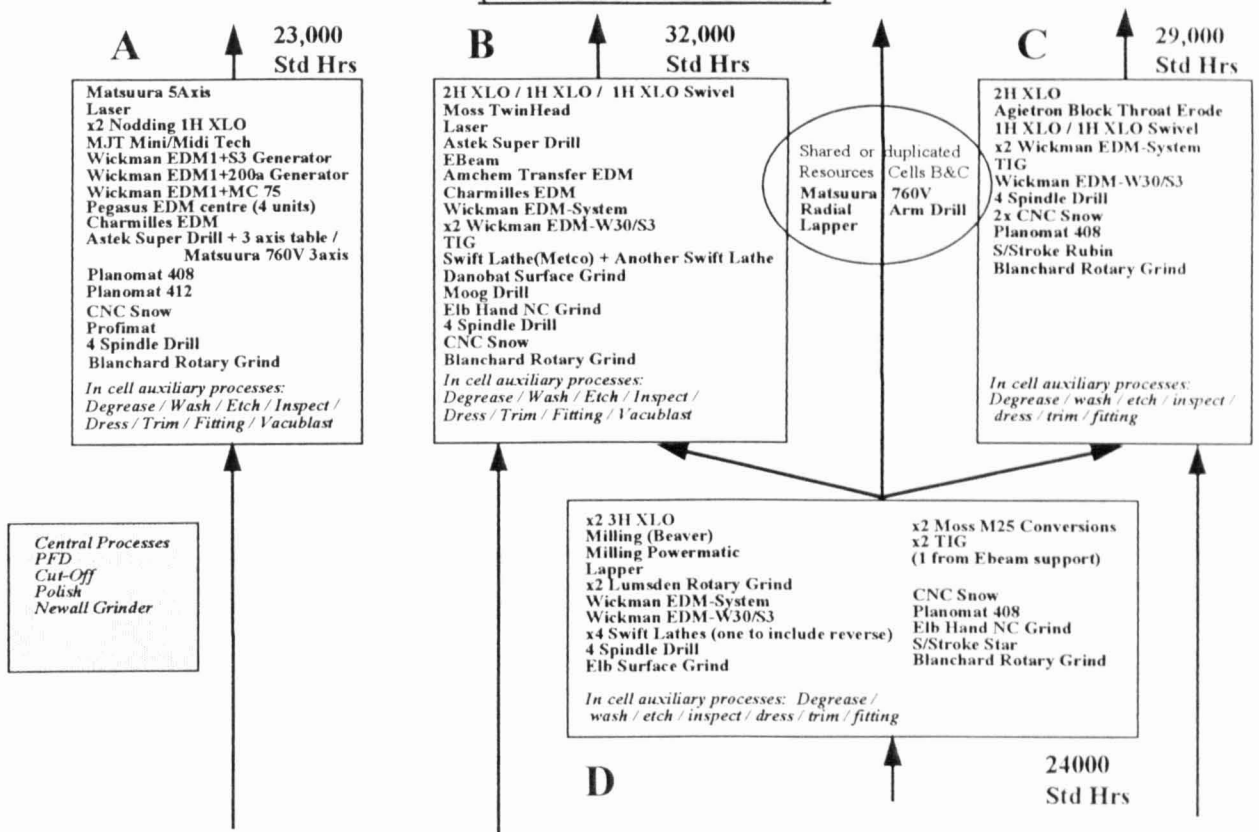 A
23,000
Std Hrs
Matsuura 5Axis
Laser
x2 Nodding 1H XLO
MJT Mini/Midi Tech
Wickman EDM1+S3 Generator
Wickman EDM1+200a Generator
Wickman EDM1+MC 75
Pegasus EDM centre (4 units)
Charmilles EDM
Astek Super Drill + 3 axis table /
Matsuura 760V 3axis
Planomat 408
Planomat 412
CNC Snow
Profimat
4 Spindle Drill
Blanchard Rotary Grind
In cell auxiliary processes:
Degrease / Wash / Etch / Inspect /
Dress / Trim / Fitting / Vacublast
B
32,000
Std Hrs
2H XLO / 1H XLO / 1H XLO Swivel
Moss TwinHead
Laser
Astek Super Drill
EBeam
Amchem Transfer EDM
Charmilles EDM
Wickman EDM-System
x2 Wickman EDM-W30/S3
TIG
Swift Lathe(Metco) + Another Swift Lathe
Danobat Surface Grind
Moog Drill
Elb Hand NC Grind
4 Spindle Drill
CNC Snow
Blanchard Rotary Grind
In cell auxiliary processes:
Degrease / Wash / Etch / Inspect /
Dress / Trim / Fitting / Vacublast
Shared or duplicated
Resources Cells B&C
Matsuura 760V
Radial Arm Drill
Lapper
C
29,000
Std Hrs
2H XLO
Agietron Block Throat Erode
1H XLO / 1H XLO Swivel
x2 Wickman EDM-System
TIG
Wickman EDM-W30/S3
4 Spindle Drill
2x CNC Snow
Planomat 408
S/Stroke Rubin
Blanchard Rotary Grind
In cell auxiliary processes:
Degrease / wash / etch / inspect /
dress / trim / fitting
Central Processes
PFD
Cut-Off
Polish
Newall Grinder
x2 3H XLO
Milling (Beaver)
Milling Powermatic
Lapper
x2 Lumsden Rotary Grind
Wickman EDM-System
Wickman EDM-W30/S3
x4 Swift Lathes (one to include reverse)
4 Spindle Drill
Elb Surface Grind
x2 Moss M25 Conversions
x2 TIG
(1 from Ebeam support)
CNC Snow
Planomat 408
Elb Hand NC Grind
S/Stroke Star
Blanchard Rotary Grind
In cell auxiliary processes: Degrease /
wash / etch / inspect / dress / trim / fitting
D
24000
Std Hrs